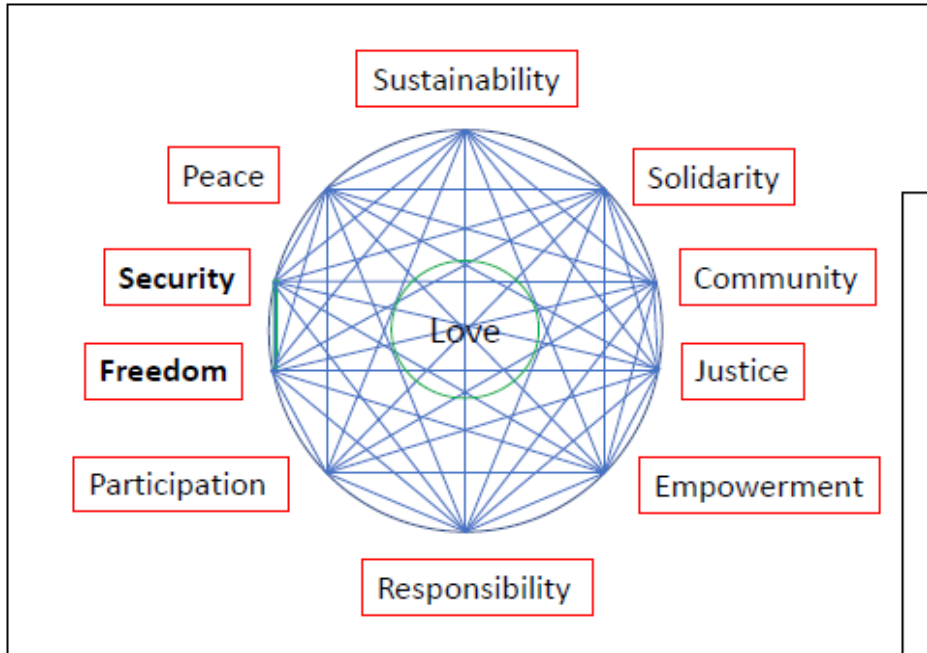 Sustainability
Peace
Solidarity
Security
Community
Love
Freedom
Justice
Participation
Empowerment
Responsibility